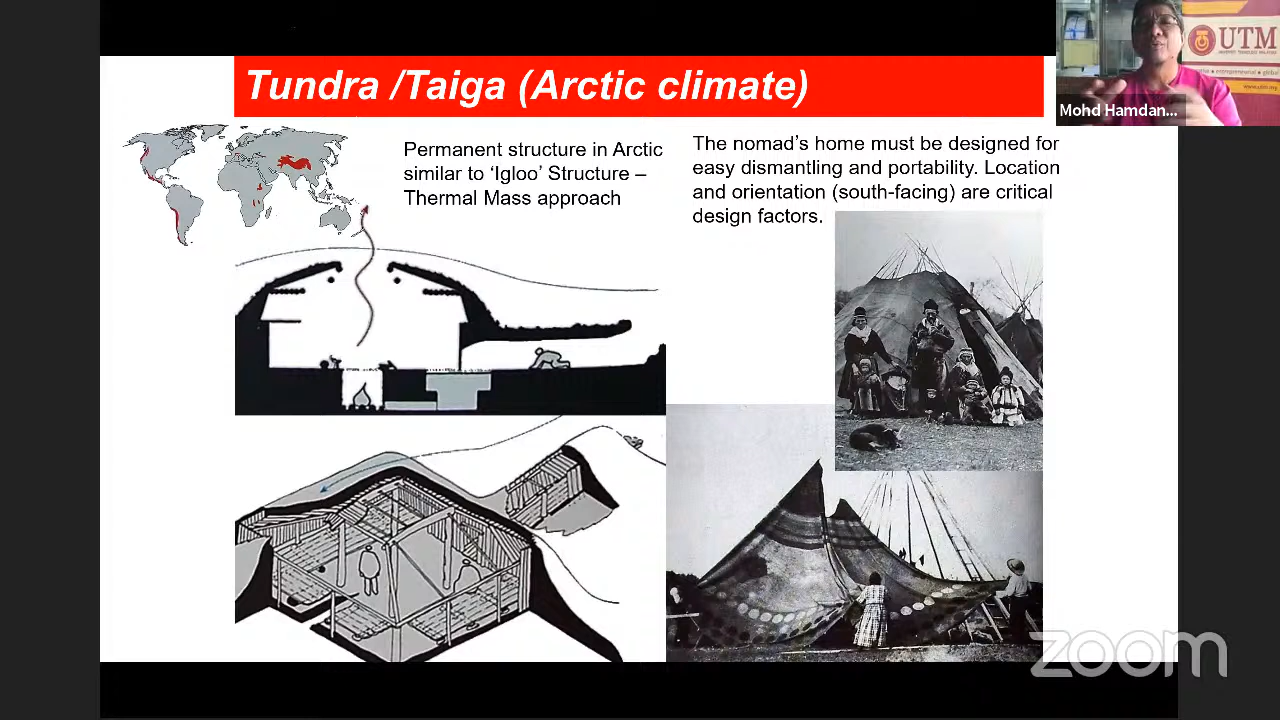 Tundra /Taiga (Arctic climate)
Permanent structure in Arctic
similar to ‘Igloo’ Structure –
Thermal Mass approach
The nomad’s home must be designed for
easy dismantling and portability. Location
and orientation (south-facing) are critical
design factors.
UTM
Mohd Hamdan...
zoom